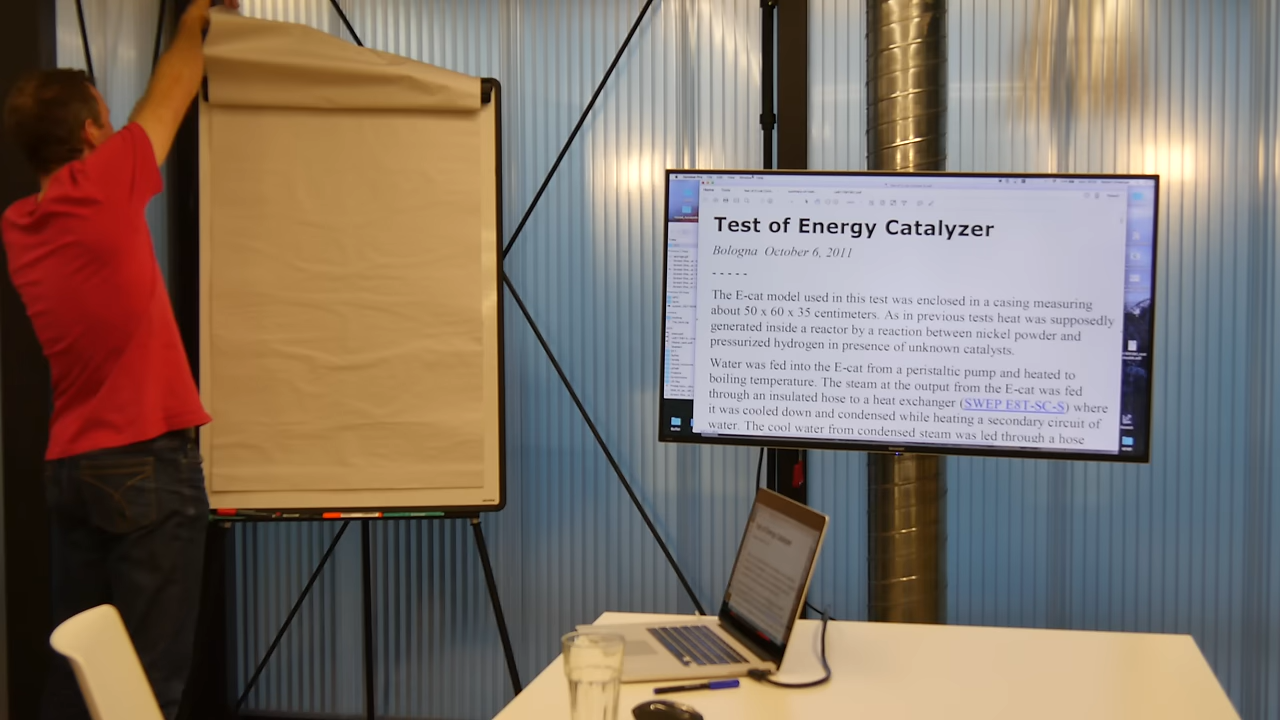 Test of Energy Catalyzer
Bologna October 6, 2011
- - - - -
The E-cat model used in this test was enclosed in a casing measuring
about 50 x 60 x 35 centimeters. As in previous tests heat was supposedly
generated inside a reactor by a reaction between nickel powder and
pressurized hydrogen in presence of unknown catalysts.
Water was fed into the E-cat from a peristaltic pump and heated to
boiling temperature. The steam at the output from the E-cat was fed
through an insulated hose to a heat exchanger (SWEP E8T-SC-S) where
it was cooled down and condensed while heating a secondary circuit of
water. The cool water from condensed steam was led through a hose